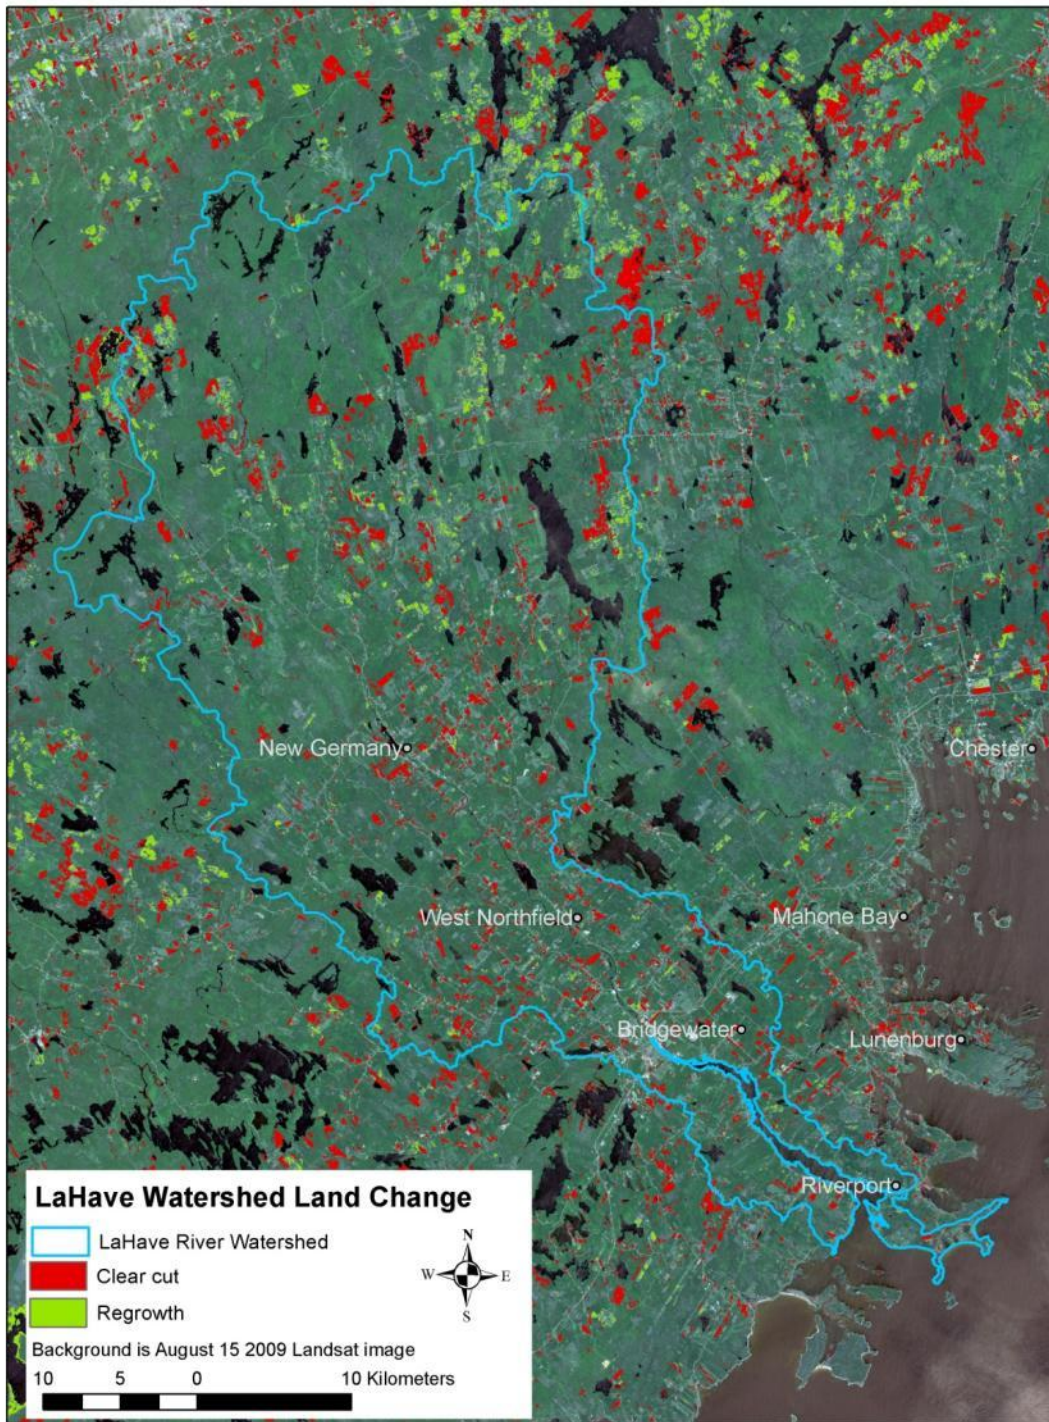 New Germany
Chester
West Northfield
Mahone Bay
Bridgewater
Lunenburg
Riverport
LaHave Watershed Land Change
LaHave River Watershed
Clear cut
Regrowth
N
W E
S
Background is August 15 2009 Landsat image
10 5 0 10 Kilometers